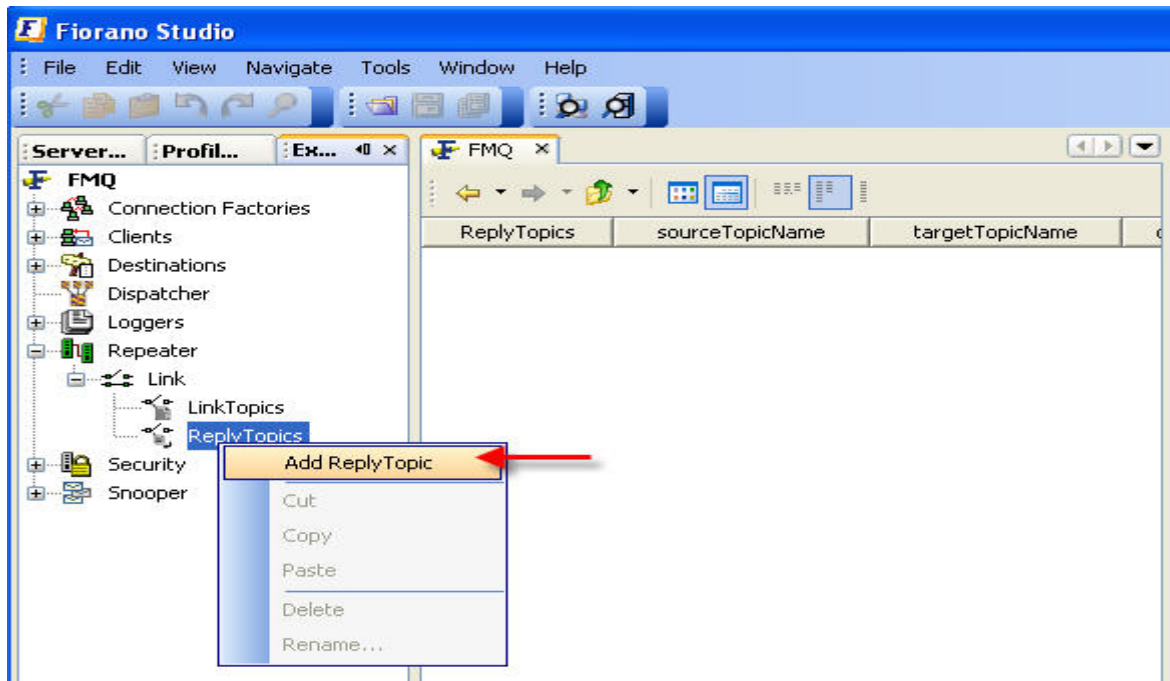 Fiorano Studio
File Edit View Navigate Tools Window Help
Server... Profil... Ex...
FMQ
FMQ
Connection Factories
Clients
Destinations
Dispatcher
Loggers
Repeater
Link
LinkTopics
ReplyTopics
Security
Snooper
ReplyTopics sourceTopicName targetTopicName
Add ReplyTopic
Cut
Copy
Paste
Delete
Rename...